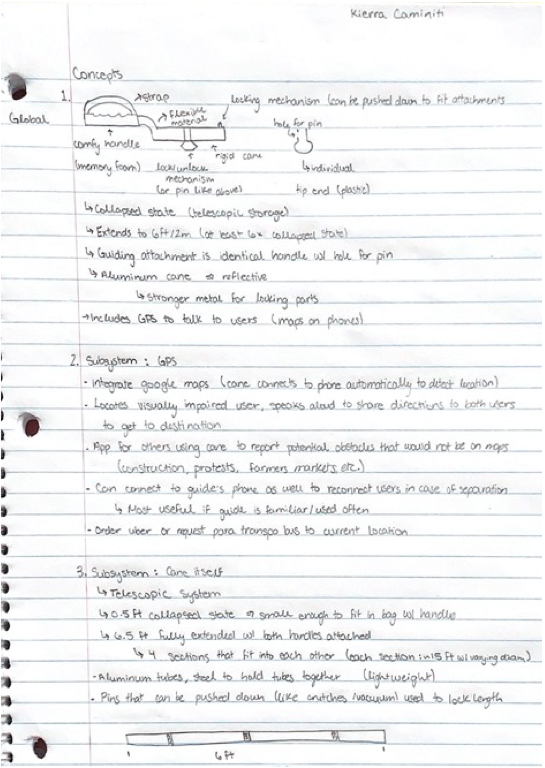 Kierra Caminiti
Concepts
1.
Global
→strap
locking mechanism (can be pushed down to fit attachments
→Flexible material
hole for pin
comfy handle
(memory foam)
lock/unlock
mechanism
(or pin like above)
rigid cane
↳individual
tip end (plastic)
↳Collapsed state (telescopic storage)
↳Extends to 6ft/2m (at least 6x collapsed state)
↳Guiding attachment is identical handle w/ hole for pin
↳Aluminum cane → reflective
↳Stronger metal for locking parts
→Includes GPS to talk to users (maps on phones)
2. Subsystem: GPS
- Integrate google maps (cane connects to phone automatically to detect location)
- Locates visually impaired user, speaks aloud to share directions to both users
to get to destination
- App for others using cane to report potential obstacles that would not be on maps
(construction, protests, farmers markets etc.)
- Can connect to guide's phone as well to reconnect users in case of separation
↳ Most useful if guide is familiar/used often
- Order uber or request para transpo bus to current location
3. Subsystem: Cane itself
↳Telescopic system
↳0.5 ft collapsed state → small enough to fit in bag w/ handles
↳6.5 ft fully extended w/ both handles attached
↳4 sections that fit into each other (each section in 1.5 ft w/ varying diam)
- Aluminum tubes, steel to hold tubes together (lightweight)
- Pins that can be pushed down (like crutches/vacuum) used to lock length
6ft